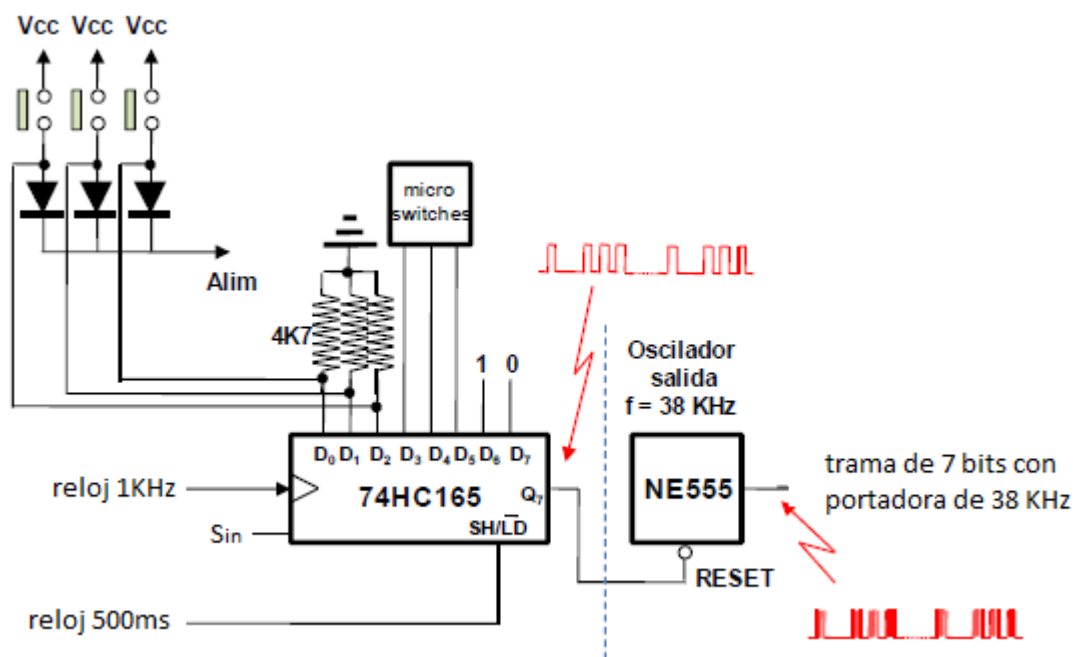 Vcc Vcc Vcc
micro
switches
Alim
4K7
1 0
Oscilador
salida
f = 38 KHz
D0 D1 D2 D3 D4 D5 D6 D7
reloj 1KHz
74HC165
Q7
NE555
trama de 7 bits con
portadora de 38 KHz
Sin
SH/LD
RESET
reloj 500ms